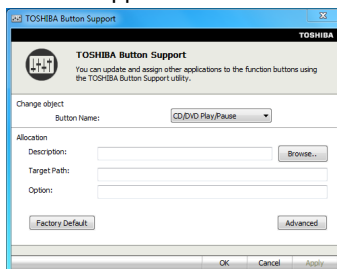 TOSHIBA Button Support
TOSHIBA
TOSHIBA Button Support
You can update and assign other applications to the function buttons using
the TOSHIBA Button Support utility.
Change object
Button Name: CD/DVD Play/Pause
Allocation
Description: Browse..
Target Path:
Option:
Factory Default Advanced
OK Cancel Apply